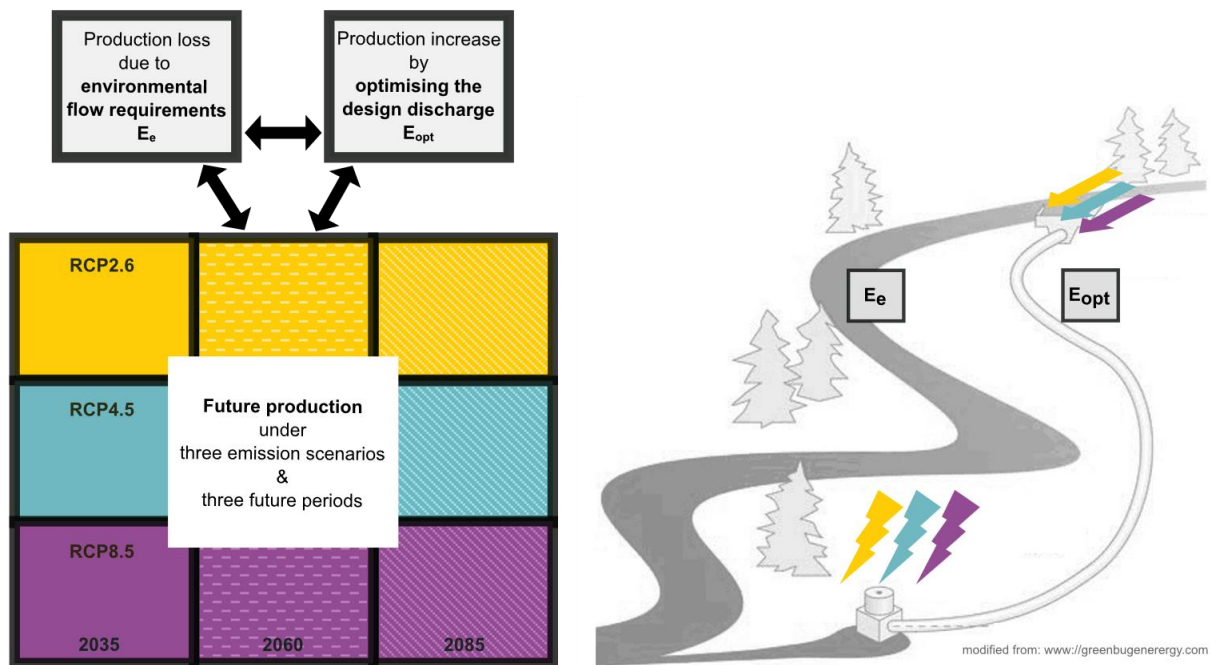 Production loss
due to
environmental
flow requirements
Ee
Production increase
by
optimising the
design discharge
Eopt
RCP2.6
RCP4.5
RCP8.5
Future production
under
three emission scenarios
&
three future periods
2035
2060
2085
Ee
Eopt
modified from: www://greenbugenergy.com